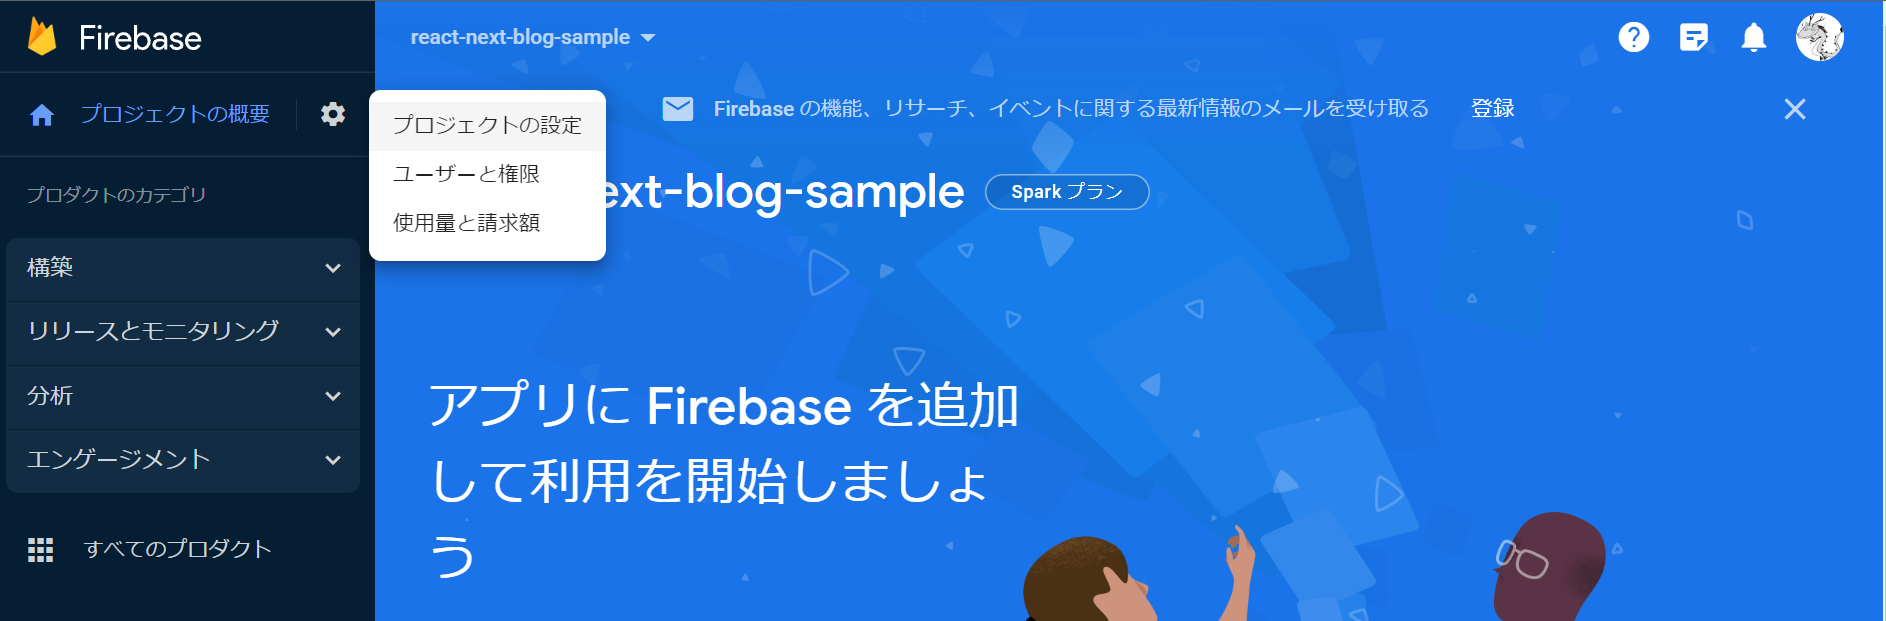 Firebase
react-next-blog-sample
プロジェクトの概要
プロジェクトの設定
ユーザーと権限
使用量と請求額
Firebase の機能、リサーチ、イベントに関する最新情報のメールを受け取る
登録
ext-blog-sample
Spark プラン
プロダクトのカテゴリ
構築
リリースとモニタリング
分析
エンゲージメント
すべてのプロダクト
アプリに Firebase を追加
して利用を開始しましょ
う